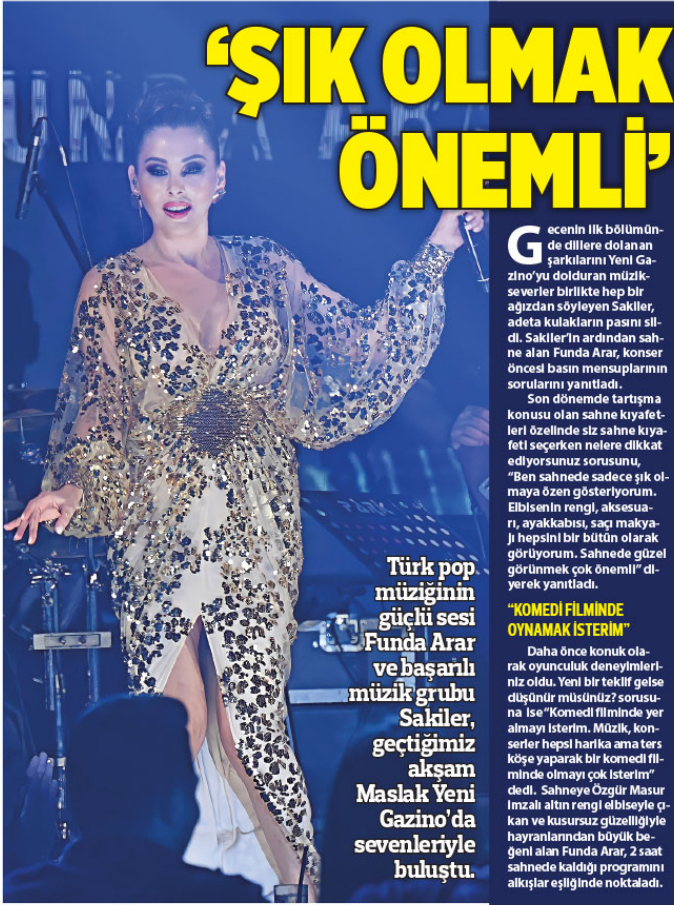 ‘ŞIK OLMAK
ÖNEMLİ’
Gecenin ilk bölümün-
de dillere dolanan
şarkılarını Yeni Ga-
zino’yu dolduran müzik-
severler birlikte hep bir
ağızdan söyleyen Sakiler,
adeta kulakların pasını sil-
di. Sakiler’in ardından sah-
ne alan Funda Arar, konser
öncesi basın mensuplarının
sorularını yanıtladı.
Son dönemde tartışma
konusu olan sahne kıyafet-
leri özelinde siz sahne kıya-
feti seçerken nelere dikkat
ediyorsunuz sorusunu,
“Ben sahnede sadece şık ol-
maya özen gösteriyorum.
Elbisenin rengi, aksesua-
rı, ayakkabısı, saçı makya-
jı hepsini bir bütün olarak
görüyorum. Sahnede güzel
görünmek çok önemli” di-
yerek yanıtladı.
“KOMEDİ FİLMİNDE
OYNAMAK İSTERİM”
Daha önce konuk ola-
rak oyunculuk deneyimleri-
niz oldu. Yeni bir teklif gelse
düşünür müsünüz? sorusu-
na ise “Komedi filminde yer
almayı isterim. Müzik, kon-
serler hepsi harika ama ters
köşe yaparak bir komedi fil-
minde olmayı çok isterim”
dedi. Sahneye Özgür Masur
imzalı altın rengi elbiseyle çı-
kan ve kusursuz güzelliğiyle
hayranlarından büyük be-
ğeni alan Funda Arar, 2 saat
sahnede kaldığı programını
alkışlar eşliğinde noktaladı.
Türk pop
müziğinin
güçlü sesi
Funda Arar
ve başarılı
müzik grubu
Sakiler,
geçtiğimiz
akşam
Maslak Yeni
Gazino’da
sevenleriyle
buluştu.